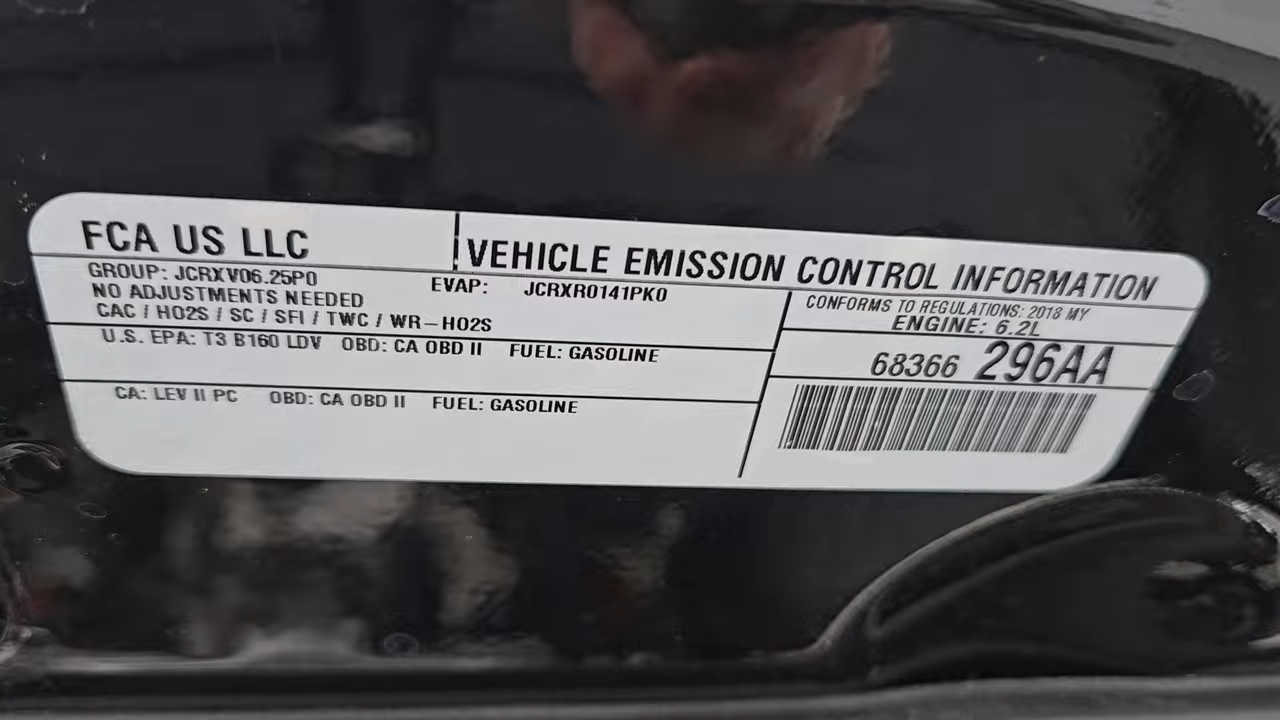 FCA US LLC
VEHICLE EMISSION CONTROL INFORMATION
GROUP: JCRXV06.25P0
EVAP: JCRXR0141PK0
NO ADJUSTMENTS NEEDED
CAC / HO2S / SC / SFI / TWC / WR-HO2S
CONFORMS TO REGULATIONS: 2018 MY
ENGINE: 6.2L
U.S. EPA: T3 B160 LDV OBD: CA OBD II FUEL: GASOLINE
68366 296AA
CA: LEV II PC OBD: CA OBD II FUEL: GASOLINE